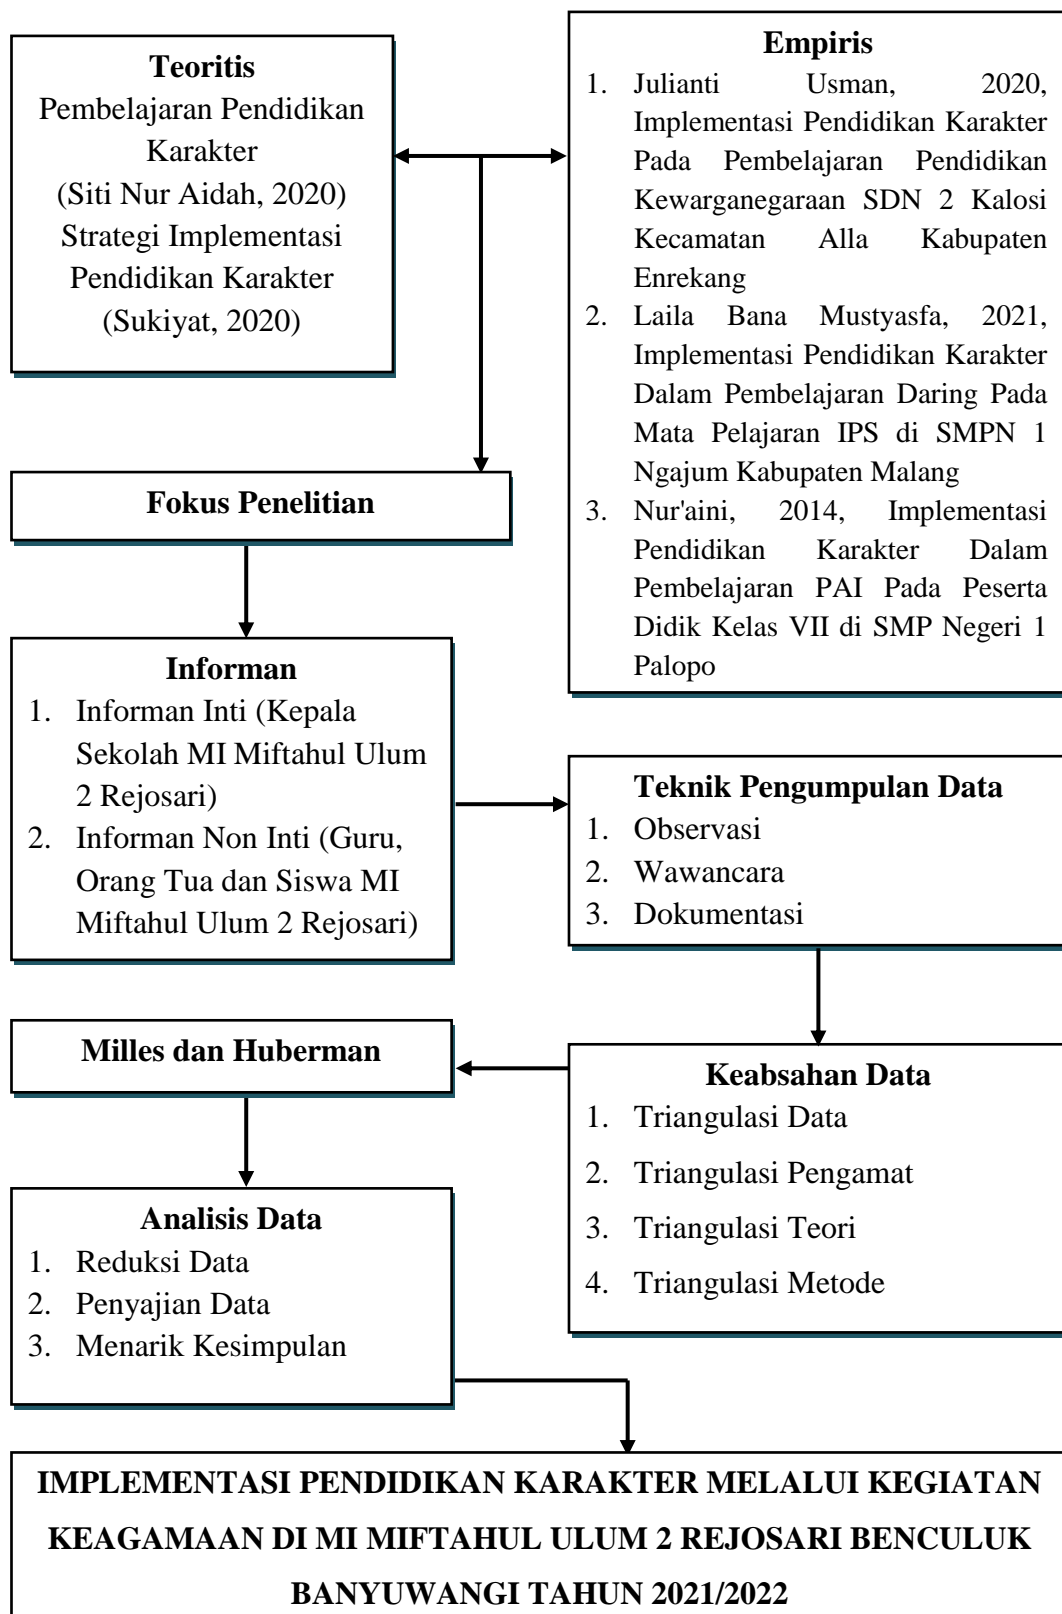 Teoritis
Pembelajaran Pendidikan
Karakter
(Siti Nur Aidah, 2020)
Strategi Implementasi
Pendidikan Karakter
(Sukiyat, 2020)
Empiris
1. Julianti Usman, 2020,
Implementasi Pendidikan Karakter
Pada Pembelajaran Pendidikan
Kewarganegaraan SDN 2 Kalosi
Kecamatan Alla Kabupaten
Enrekang
2. Laila Bana Mustyasfa, 2021,
Implementasi Pendidikan Karakter
Dalam Pembelajaran Daring Pada
Mata Pelajaran IPS di SMPN 1
Ngajum Kabupaten Malang
3. Nur'aini, 2014, Implementasi
Pendidikan Karakter Dalam
Pembelajaran PAI Pada Peserta
Didik Kelas VII di SMP Negeri 1
Palopo
Fokus Penelitian
Informan
1. Informan Inti (Kepala
Sekolah MI Miftahul Ulum
2 Rejosari)
2. Informan Non Inti (Guru,
Orang Tua dan Siswa MI
Miftahul Ulum 2 Rejosari)
Teknik Pengumpulan Data
1. Observasi
2. Wawancara
3. Dokumentasi
Keabsahan Data
1. Triangulasi Data
2. Triangulasi Pengamat
3. Triangulasi Teori
4. Triangulasi Metode
Milles dan Huberman
Analisis Data
1. Reduksi Data
2. Penyajian Data
3. Menarik Kesimpulan
IMPLEMENTASI PENDIDIKAN KARAKTER MELALUI KEGIATAN
KEAGAMAAN DI MI MIFTAHUL ULUM 2 REJOSARI BENCULUK
BANYUWANGI TAHUN 2021/2022